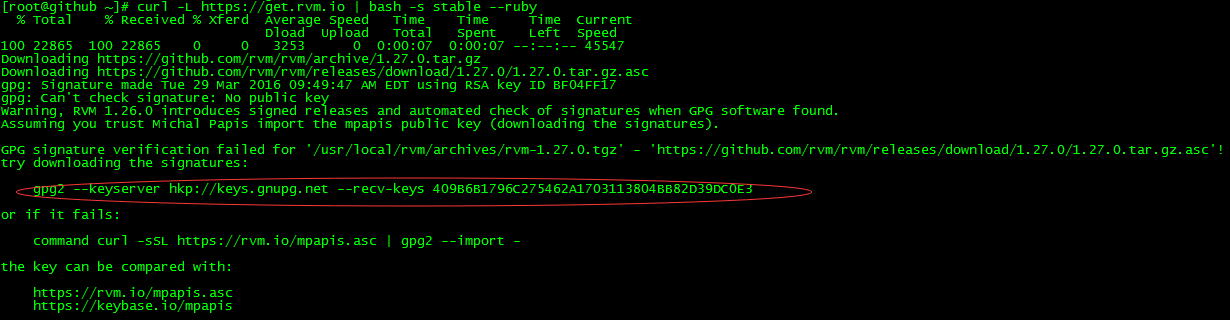 [root@github ~]# curl -L https://get.rvm.io | bash -s stable --ruby
  % Total    % Received % Xferd  Average Speed   Time    Time     Time  Current
                                 Dload  Upload   Total   Spent    Left  Speed
100 22865  100 22865    0     0   3253      0  0:00:07  0:00:07 --:--:-- 45547
Downloading https://github.com/rvm/rvm/archive/1.27.0.tar.gz
Downloading https://github.com/rvm/rvm/releases/download/1.27.0/1.27.0.tar.gz.asc
gpg: Signature made Tue 29 Mar 2016 09:49:47 AM EDT using RSA key ID BF04FF17
gpg: Can't check signature: No public key
Warning, RVM 1.26.0 introduces signed releases and automated check of signatures when GPG software found.
Assuming you trust Michal Papis import the mpapis public key (downloading the signatures).

GPG signature verification failed for '/usr/local/rvm/archives/rvm-1.27.0.tgz' - 'https://github.com/rvm/rvm/releases/download/1.27.0/1.27.0.tar.gz.asc'!
try downloading the signatures:

    gpg2 --keyserver hkp://keys.gnupg.net --recv-keys 409B6B1796C275462A1703113804BB82D39DC0E3

or if it fails:

    command curl -sSL https://rvm.io/mpapis.asc | gpg2 --import -

the key can be compared with:

    https://rvm.io/mpapis.asc
    https://keybase.io/mpapis